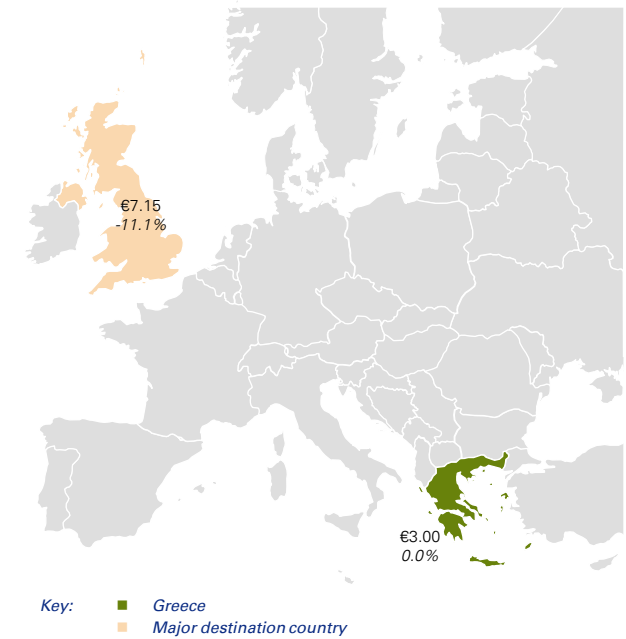 €7.15
-11.1%
€3.00
0.0%
Key: Greece
Major destination country